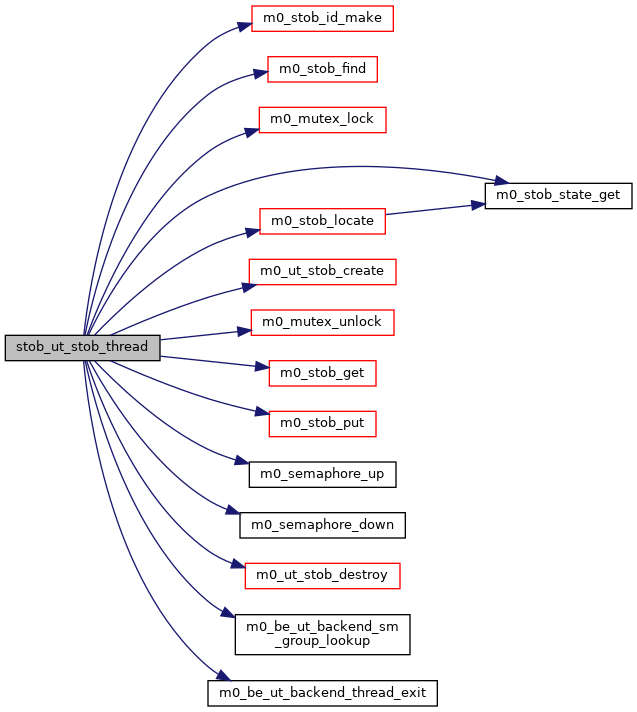 m0_stob_id_make
m0_stob_find
m0_mutex_lock
m0_stob_state_get
m0_stob_locate
m0_ut_stob_create
m0_mutex_unlock
stob_ut_stob_thread
m0_stob_get
m0_stob_put
m0_semaphore_up
m0_semaphore_down
m0_ut_stob_destroy
m0_be_ut_backend_sm
_group_lookup
m0_be_ut_backend_thread_exit